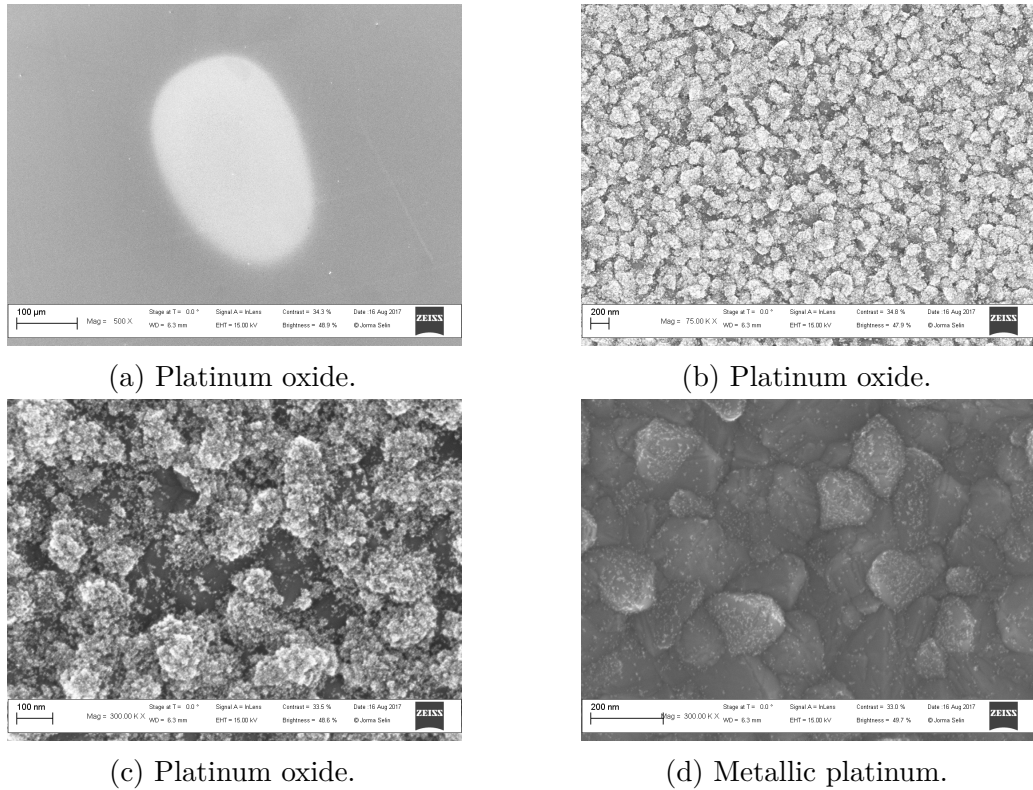 100 µm
Mag = 500 X
Stage at T = 0.0 ° Signal A = InLens Contrast = 34.3 % Date :16 Aug 2017
WD = 6.3 mm EHT = 15.00 kV Brightness = 48.9 % © Jorma Selin
ZEISS
200 nm
Mag = 75.00 K X
Stage at T = 0.0 ° Signal A = InLens Contrast = 34.8 % Date :16 Aug 2017
WD = 6.3 mm EHT = 15.00 kV Brightness = 47.9 % © Jorma Selin
ZEISS
(a) Platinum oxide.
(b) Platinum oxide.
100 nm
Mag = 300.00 K X
Stage at T = 0.0 ° Signal A = InLens Contrast = 33.5 % Date :16 Aug 2017
WD = 6.3 mm EHT = 15.00 kV Brightness = 48.6 % © Jorma Selin
ZEISS
200 nm
Mag = 300.00 K X
Stage at T = 0.0 ° Signal A = InLens Contrast = 33.0 % Date :16 Aug 2017
WD = 6.3 mm EHT = 15.00 kV Brightness = 49.7 % © Jorma Selin
ZEISS
(c) Platinum oxide.
(d) Metallic platinum.